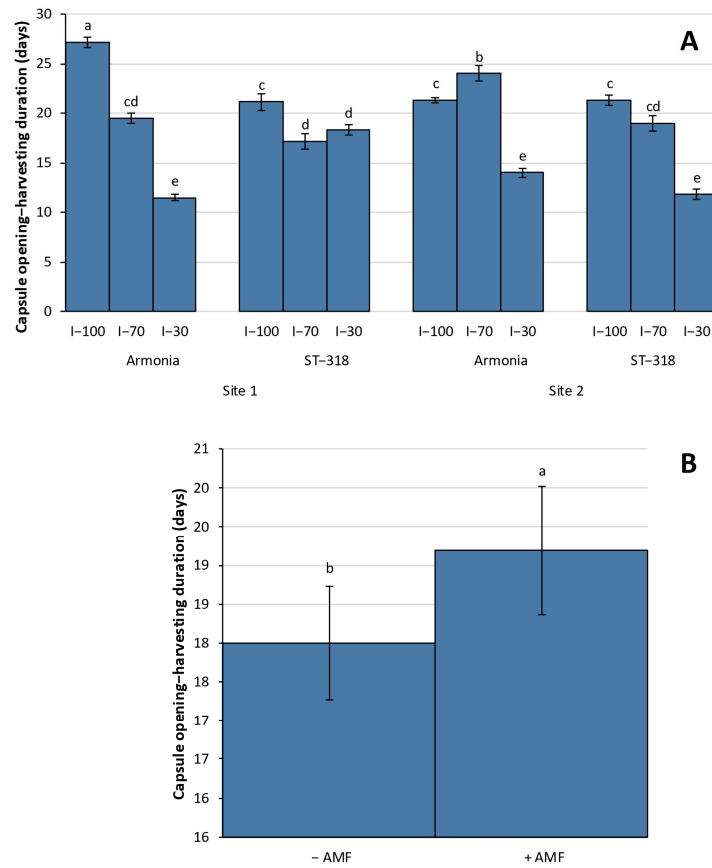 30
A
a
25
b
c
c
c
20
cd
cd
d
d
15
e
e
e
10
5
0
Capsule opening−harvesting duration (days)
I−100 I−70 I−30 I−100 I−70 I−30 I−100 I−70 I−30 I−100 I−70 I−30
Armonia ST−318 Armonia ST−318
Site 1 Site 2
21
B
20
a
20
19
b
19
18
18
17
17
16
16
Capsule opening−harvesting duration (days)
− AMF + AMF